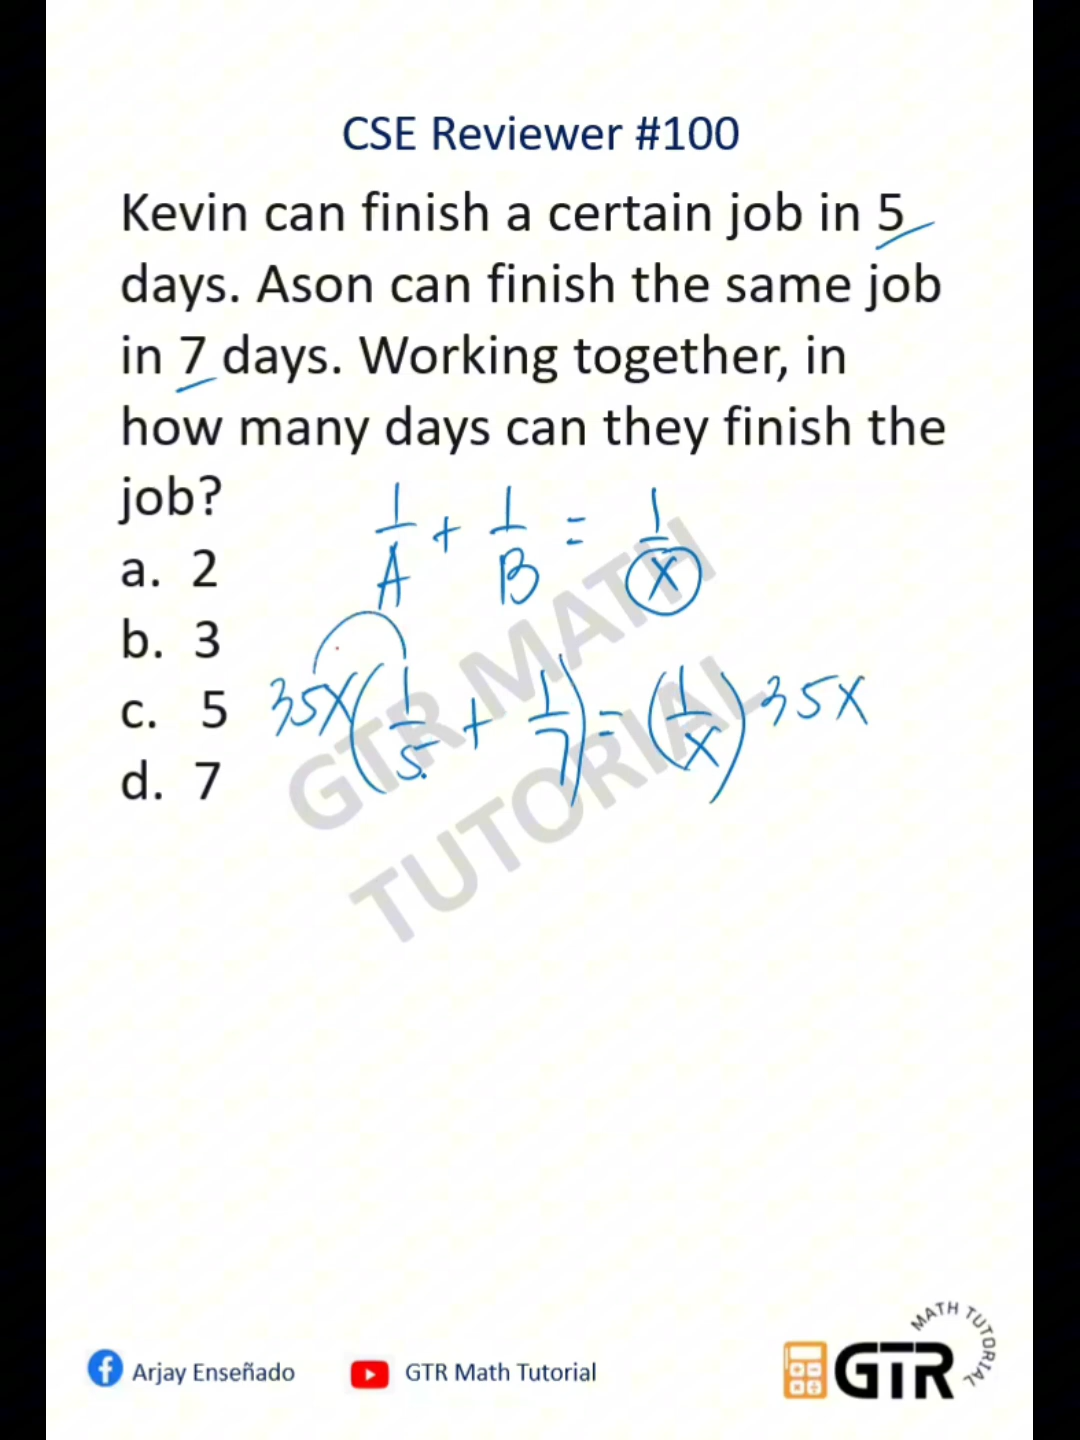 CSE Reviewer #100
Kevin can finish a certain job in 5
days. Ason can finish the same job
in 7 days. Working together, in
how many days can they finish the
job?
1/A + 1/B = 1/X
a. 2
b. 3
35X(1/5 + 1/7) = (1/X)35X
c. 5
d. 7
GTR MATH
TUTORIAL
Arjay Enseñado
GTR Math Tutorial
GTR MATH TUTORIAL